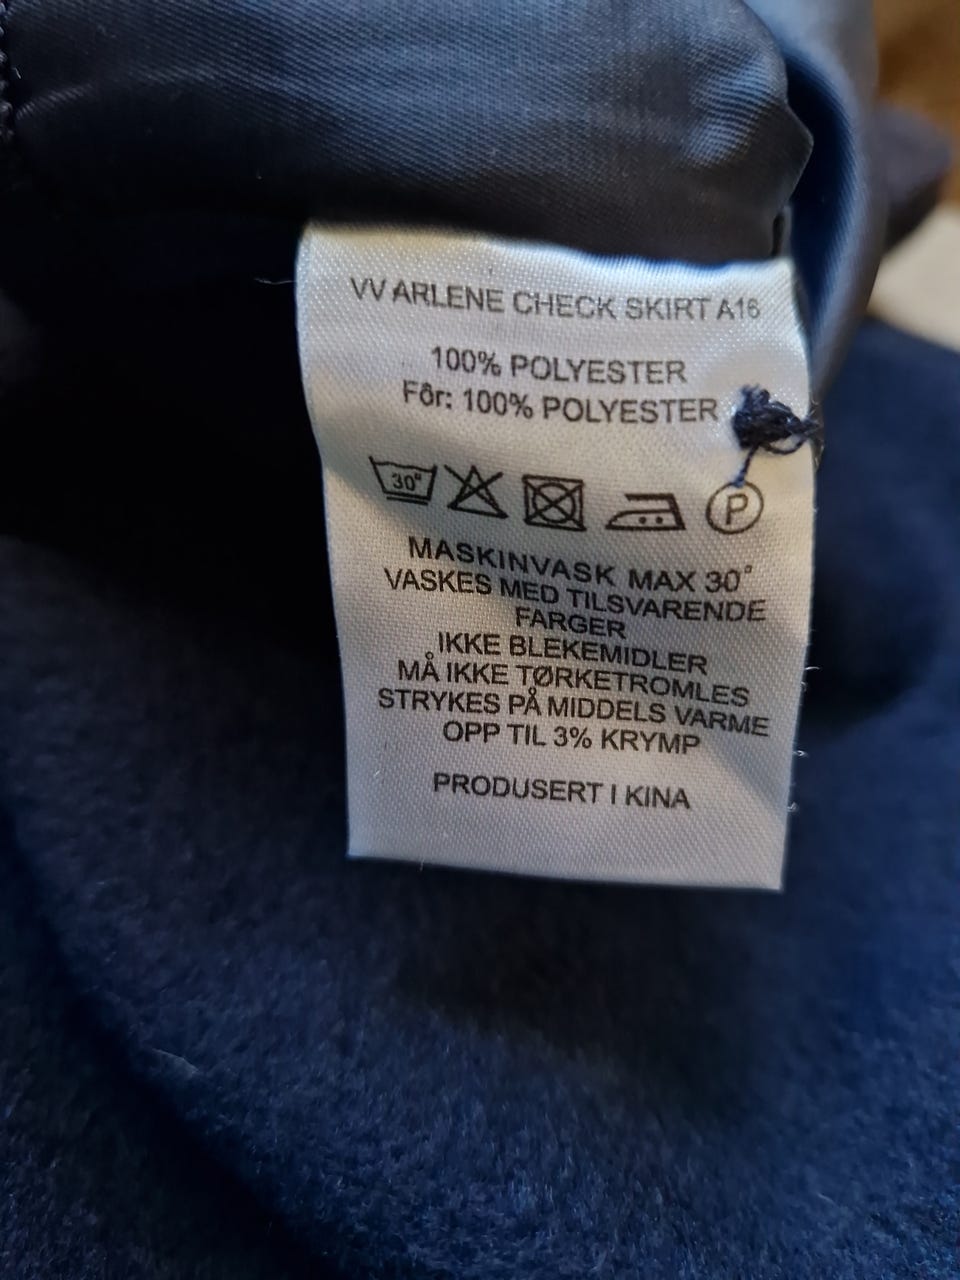 VV ARLENE CHECK SKIRT A16
100% POLYESTER
Fôr: 100% POLYESTER
30° P
MASKINVASK MAX 30°
VASKES MED TILSVARENDE
FARGER
IKKE BLEKEMIDLER
MÅ IKKE TØRKETROMLES
STRYKES PÅ MIDDELS VARME
OPP TIL 3% KRYMP
PRODUSERT I KINA